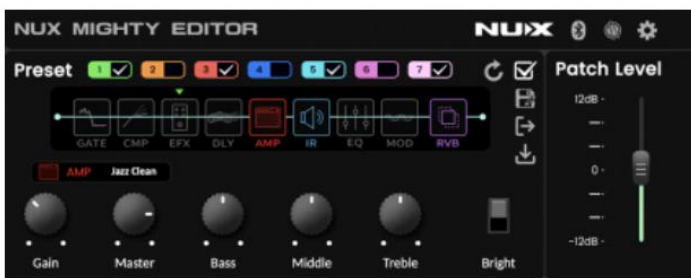 NUX MIGHTY EDITOR
NUX
Preset 1 2 3 4 5 6 7
Patch Level
12dB -
0 -
-12dB -
GATE CMP EFX DLY AMP IR EQ MOD RVB
AMP Jazz Clean
Gain Master Bass Middle Treble Bright